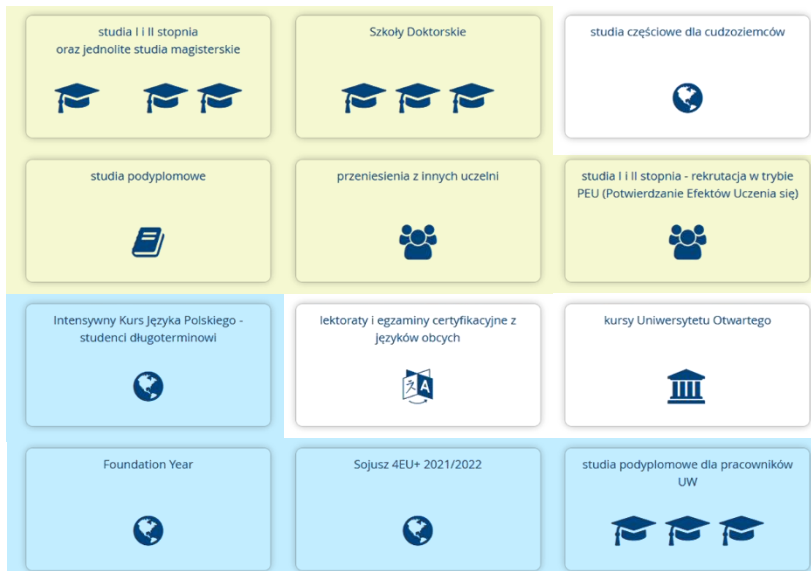 studia I i II stopnia
oraz jednolite studia magisterskie
Szkoły Doktorskie
studia częściowe dla cudzoziemców
studia podyplomowe
przeniesienia z innych uczelni
studia I i II stopnia - rekrutacja w trybie
PEU (Potwierdzanie Efektów Uczenia się)
Intensywny Kurs Języka Polskiego -
studenci długoterminowi
lektoraty i egzaminy certyfikacyjne z
języków obcych
A
kursy Uniwersytetu Otwartego
Foundation Year
Sojusz 4EU+ 2021/2022
studia podyplomowe dla pracowników
UW